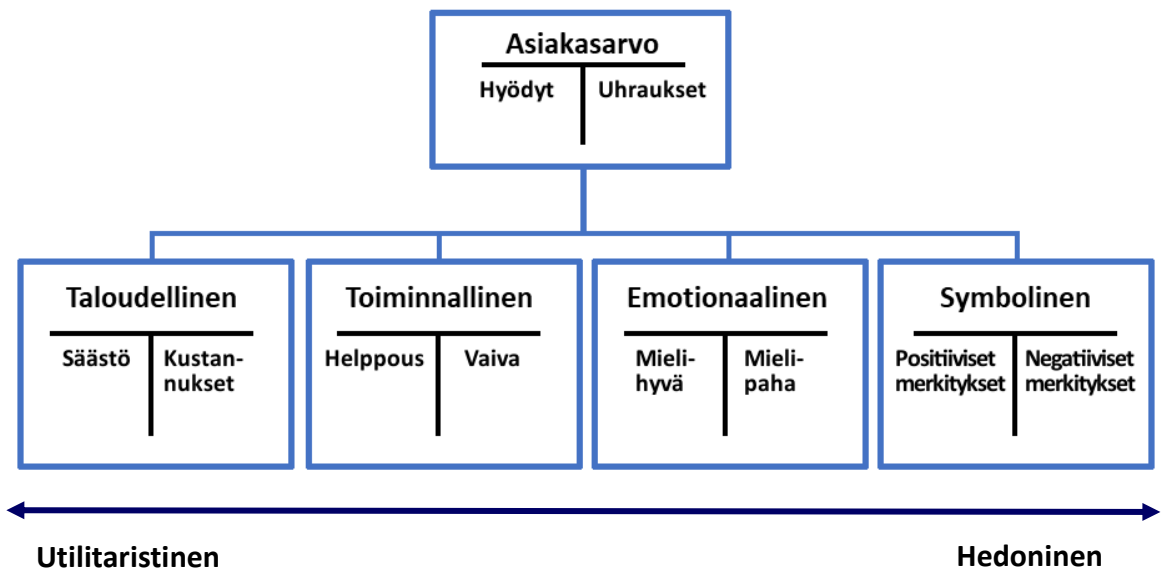 Asiakasarvo
Hyödyt
Uhraukset
Taloudellinen
Säästö
Kustan-
nukset
Toiminnallinen
Helppous
Vaiva
Emotionaalinen
Mieli-
hyvä
Mieli-
paha
Symbolinen
Positiiviset
merkitykset
Negatiiviset
merkitykset
Utilitaristinen
Hedoninen